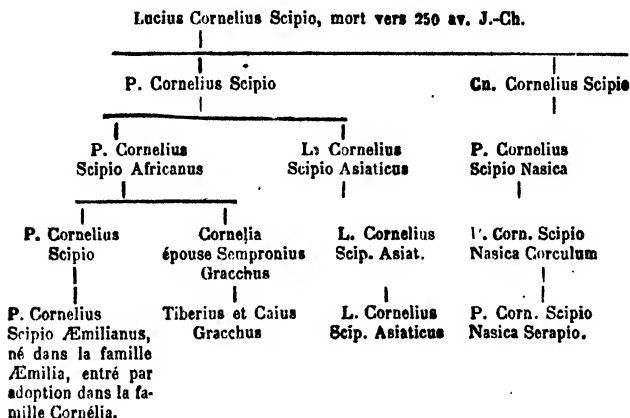 Lucius Cornelius Scipio, mort vers 250 av. J.-Ch.
P. Cornelius Scipio
Cn. Cornelius Scipio
P. Cornelius
Scipio Africanus
L. Cornelius
Scipio Asiaticus
P. Cornelius
Scipio Nasica
P. Cornelius
Scipio
Cornelia
épouse Sempronius
Gracchus
L. Cornelius
Scip. Asiat.
P. Corn. Scipio
Nasica Corculum
P. Cornelius
Scipio Æmilianus,
né dans la famille
Æmilia, entré par
adoption dans la fa-
mille Cornélia.
Tiberius et Caius
Gracchus
L. Cornelius
Scip. Asiaticus
P. Corn. Scipio
Nasica Serapio.